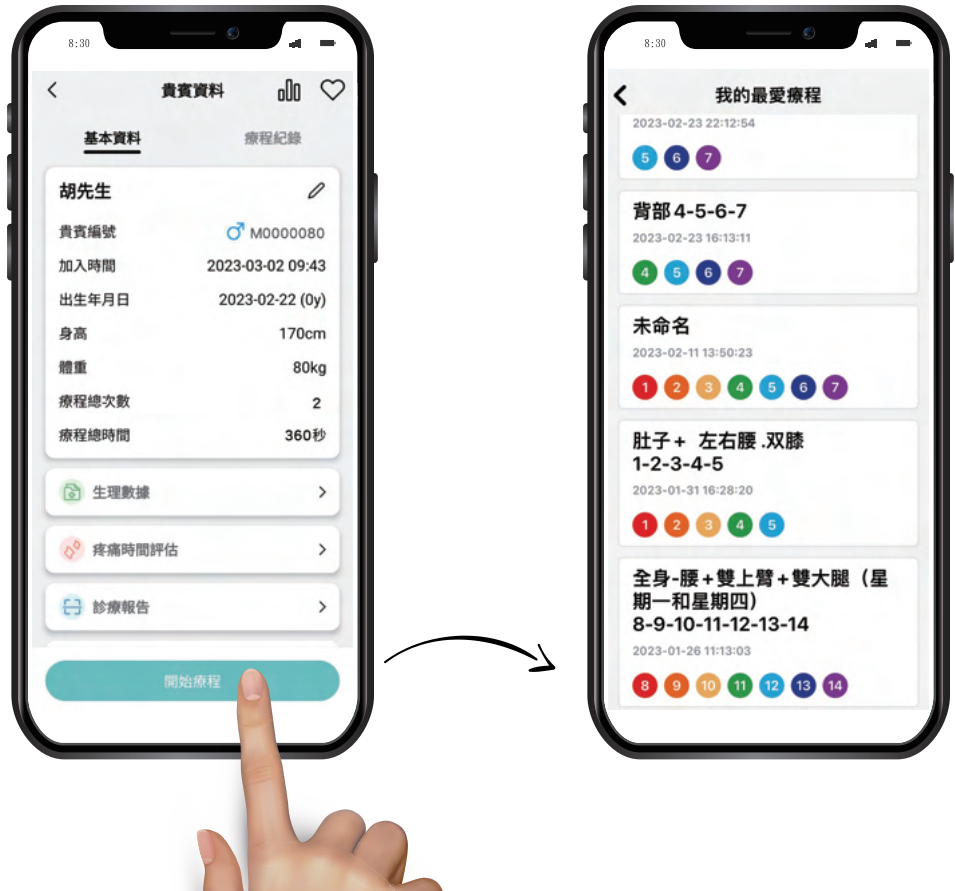 8:30
貴賓資料
基本資料 療程紀錄
胡先生
貴賓編號 M0000080
加入時間 2023-03-02 09:43
出生年月日 2023-02-22 (0y)
身高 170cm
體重 80kg
療程總次數 2
療程總時間 360秒
生理數據
疼痛時間評估
診療報告
開始療程
8:30
我的最愛療程
2023-02-23 22:12:54
5 6 7
背部 4-5-6-7
2023-02-23 16:13:11
4 5 6 7
未命名
2023-02-11 13:50:23
1 2 3 4 5 6 7
肚子+ 左右腰 .双膝
1-2-3-4-5
2023-01-31 16:28:20
1 2 3 4 5
全身-腰+雙上臂+雙大腿（星
期一和星期四）
8-9-10-11-12-13-14
2023-01-26 11:13:03
8 9 10 11 12 13 14